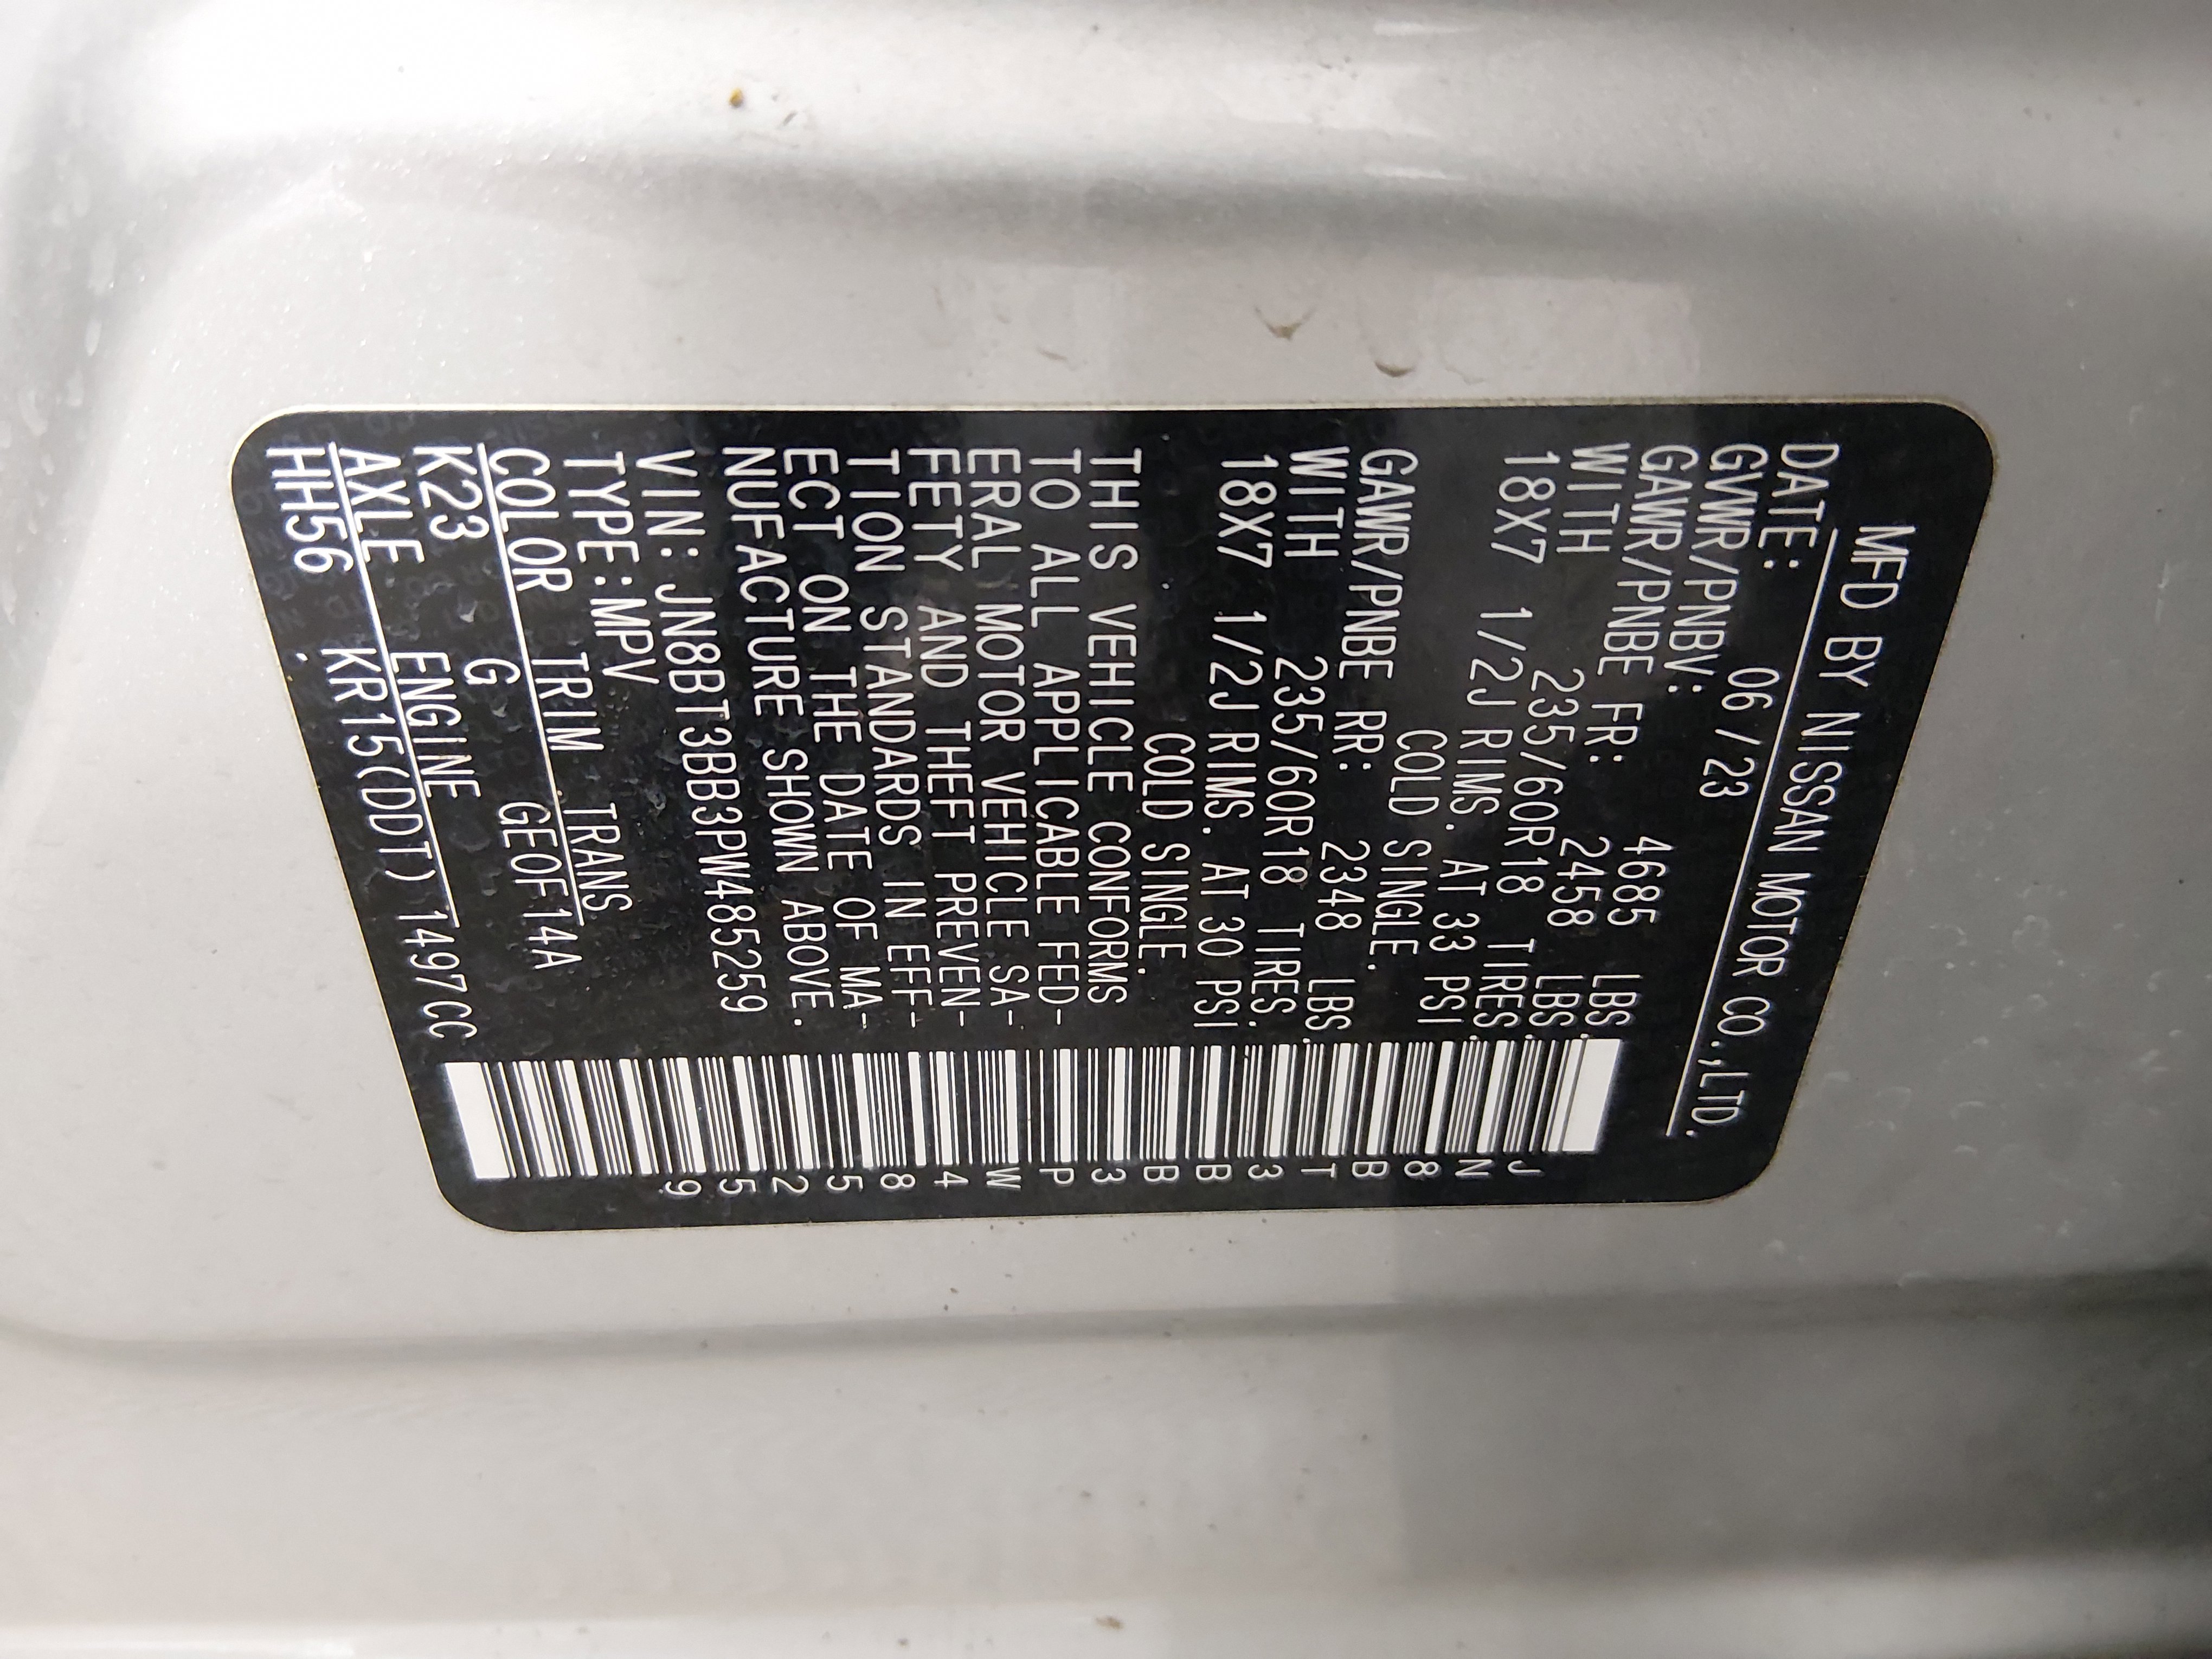 MFD BY NISSAN MOTOR CO.,LTD.
DATE: 06/23
GVWR/PNBV: 4685 LBS.
GAWR/PNBE FR: 2458 LBS.
WITH 235/60R18 TIRES.
18X7 1/2J RIMS. AT 33 PSI
COLD SINGLE.
GAWR/PNBE RR: 2348 LBS.
WITH 235/60R18 TIRES.
18X7 1/2J RIMS. AT 30 PSI
COLD SINGLE.
THIS VEHICLE CONFORMS
TO ALL APPLICABLE FED-
ERAL MOTOR VEHICLE SA-
FETY AND THEFT PREVEN-
TION STANDARDS IN EFF-
ECT ON THE DATE OF MA-
NUFACTURE SHOWN ABOVE.
VIN: JN8BT3BB3PW485259
TYPE:MPV
COLOR TRIM TRANS
K23 G GE0F14A
AXLE ENGINE
HH56 KR15(DDT) 1497CC
J N 8 B T 3 B B 3 P W 4 8 5 2 5 9